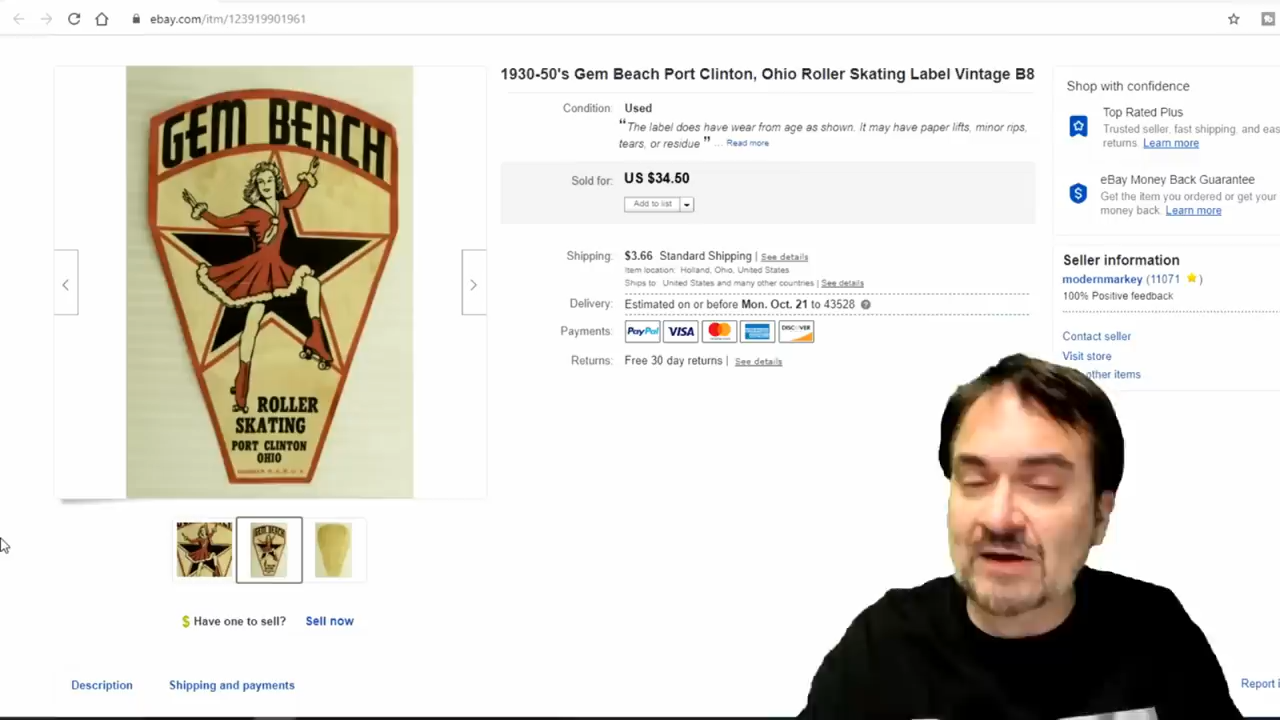 ebay.com/itm/123919901961
GEM BEACH
ROLLER
SKATING
PORT CLINTON
OHIO
1930-50's Gem Beach Port Clinton, Ohio Roller Skating Label Vintage B8
Condition: Used
"The label does have wear from age as shown. It may have paper lifts, minor rips,
tears, or residue" ... Read more
Sold for: US $34.50
Add to list
Shipping: $3.66 Standard Shipping | See details
Item location: Holland, Ohio, United States
Ships to: United States and many other countries | See details
Delivery: Estimated on or before Mon. Oct. 21 to 43528
Payments: PayPal VISA DISCOVER
Returns: Free 30 day returns | See details
Shop with confidence
Top Rated Plus
Trusted seller, fast shipping, and eas
returns. Learn more
eBay Money Back Guarantee
Get the item you ordered or get your
money back. Learn more
Seller information
modernmarkey (11071 )
100% Positive feedback
Contact seller
Visit store
other items
$ Have one to sell? Sell now
Description Shipping and payments
Report i